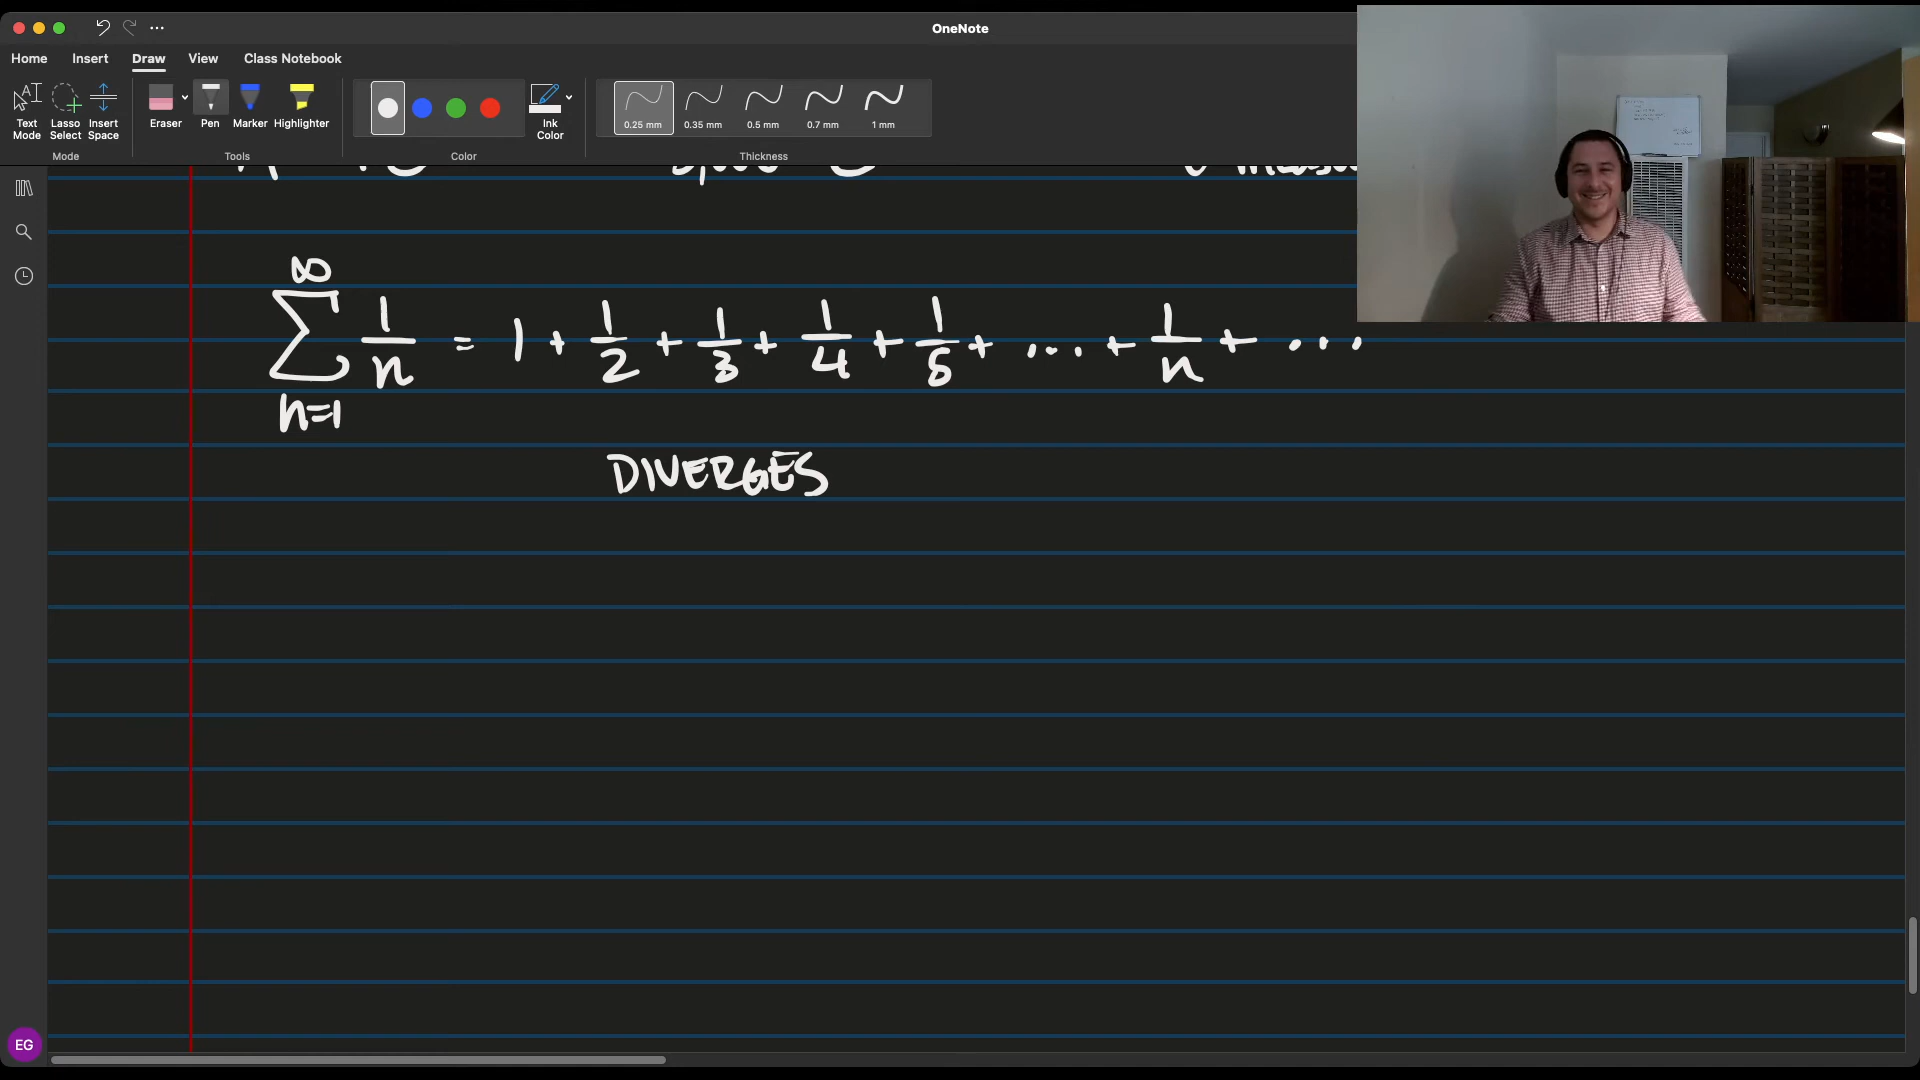 OneNote
Home Insert Draw View Class Notebook
Text Mode Lasso Select Insert Space Eraser Pen Marker Highlighter Ink Color 0.25 mm 0.35 mm 0.5 mm 0.7 mm 1 mm
Mode Tools Color Thickness
∞
∑ 1/n = 1 + 1/2 + 1/3 + 1/4 + 1/5 + ... + 1/n + ...
n=1
DIVERGES
EG